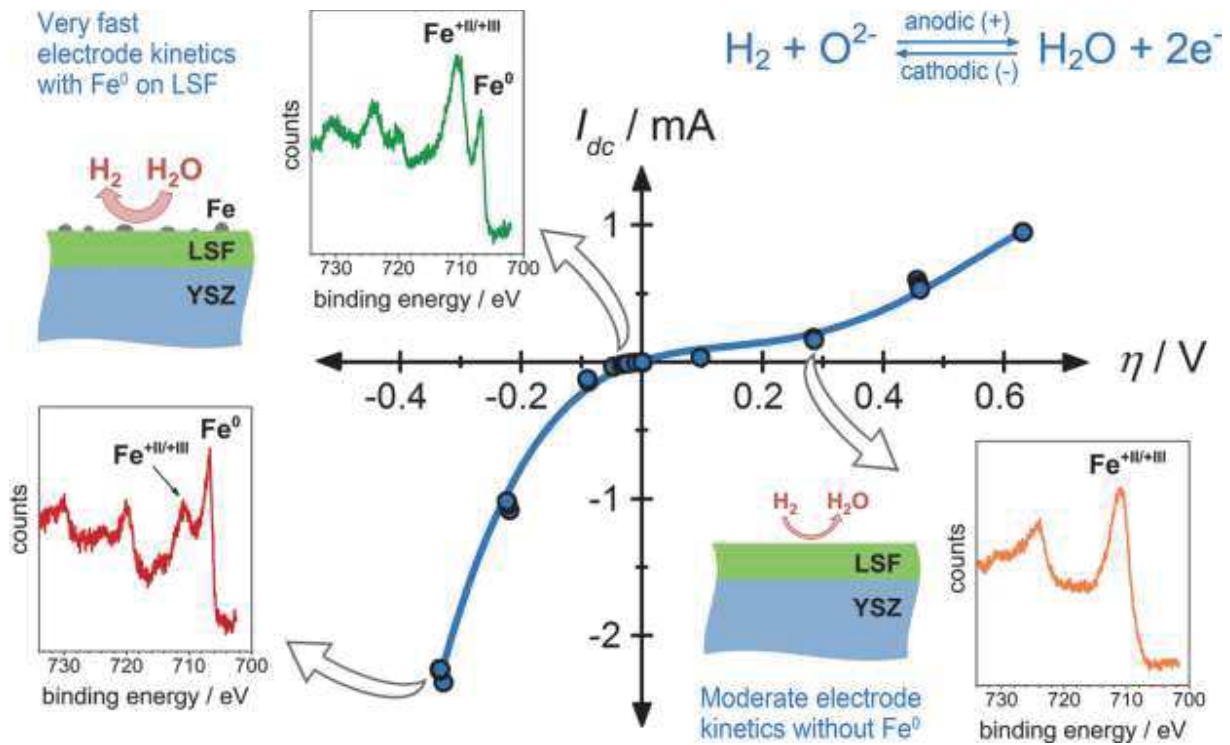 Very fast
electrode kinetics
with Fe⁰ on LSF
H₂ H₂O
Fe
LSF
YSZ
Fe⁺ᴵᴵ/⁺ᴵᴵᴵ
Fe⁰
counts
730 720 710 700
binding energy / eV
H₂ + O²⁻ anodic (+) cathodic (-) H₂O + 2e⁻
I_dc / mA
1
-0.4 -0.2 0.2 0.4 0.6
η / V
-1
-2
Fe⁰
Fe⁺ᴵᴵ/⁺ᴵᴵᴵ
counts
730 720 710 700
binding energy / eV
H₂ H₂O
LSF
YSZ
Moderate electrode
kinetics without Fe⁰
Fe⁺ᴵᴵ/⁺ᴵᴵᴵ
counts
730 720 710 700
binding energy / eV